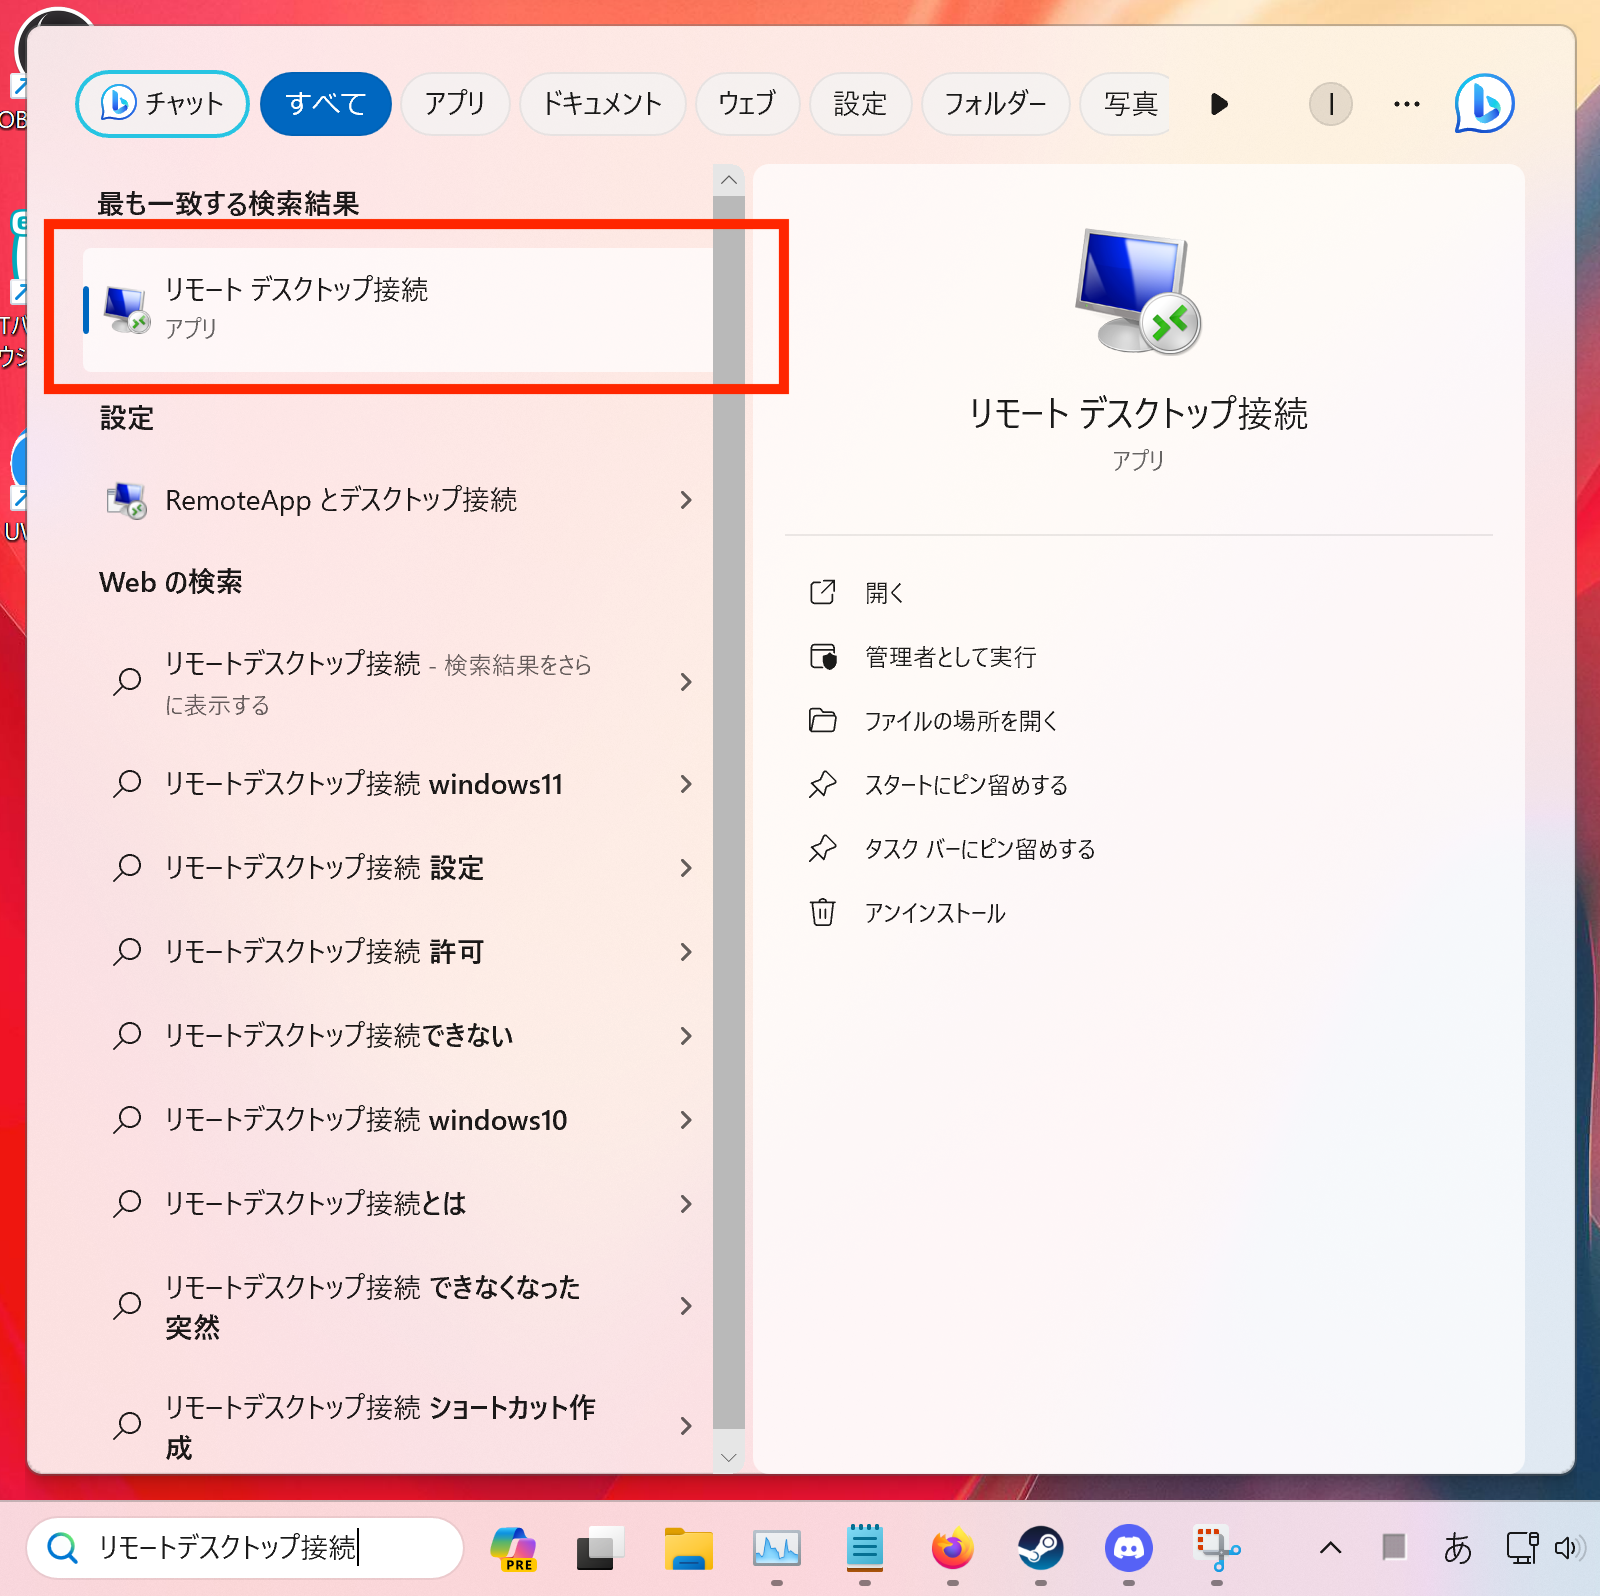 チャット
すべて
アプリ
ドキュメント
ウェブ
設定
フォルダー
写真
I
最も一致する検索結果
リモート デスクトップ接続
アプリ
設定
RemoteApp とデスクトップ接続
Web の検索
リモートデスクトップ接続 - 検索結果をさら
に表示する
リモートデスクトップ接続 windows11
リモートデスクトップ接続 設定
リモートデスクトップ接続 許可
リモートデスクトップ接続できない
リモートデスクトップ接続 windows10
リモートデスクトップ接続とは
リモートデスクトップ接続 できなくなった
突然
リモートデスクトップ接続 ショートカット作
成
リモート デスクトップ接続
アプリ
開く
管理者として実行
ファイルの場所を開く
スタートにピン留めする
タスク バーにピン留めする
アンインストール
リモートデスクトップ接続
PRE
あ